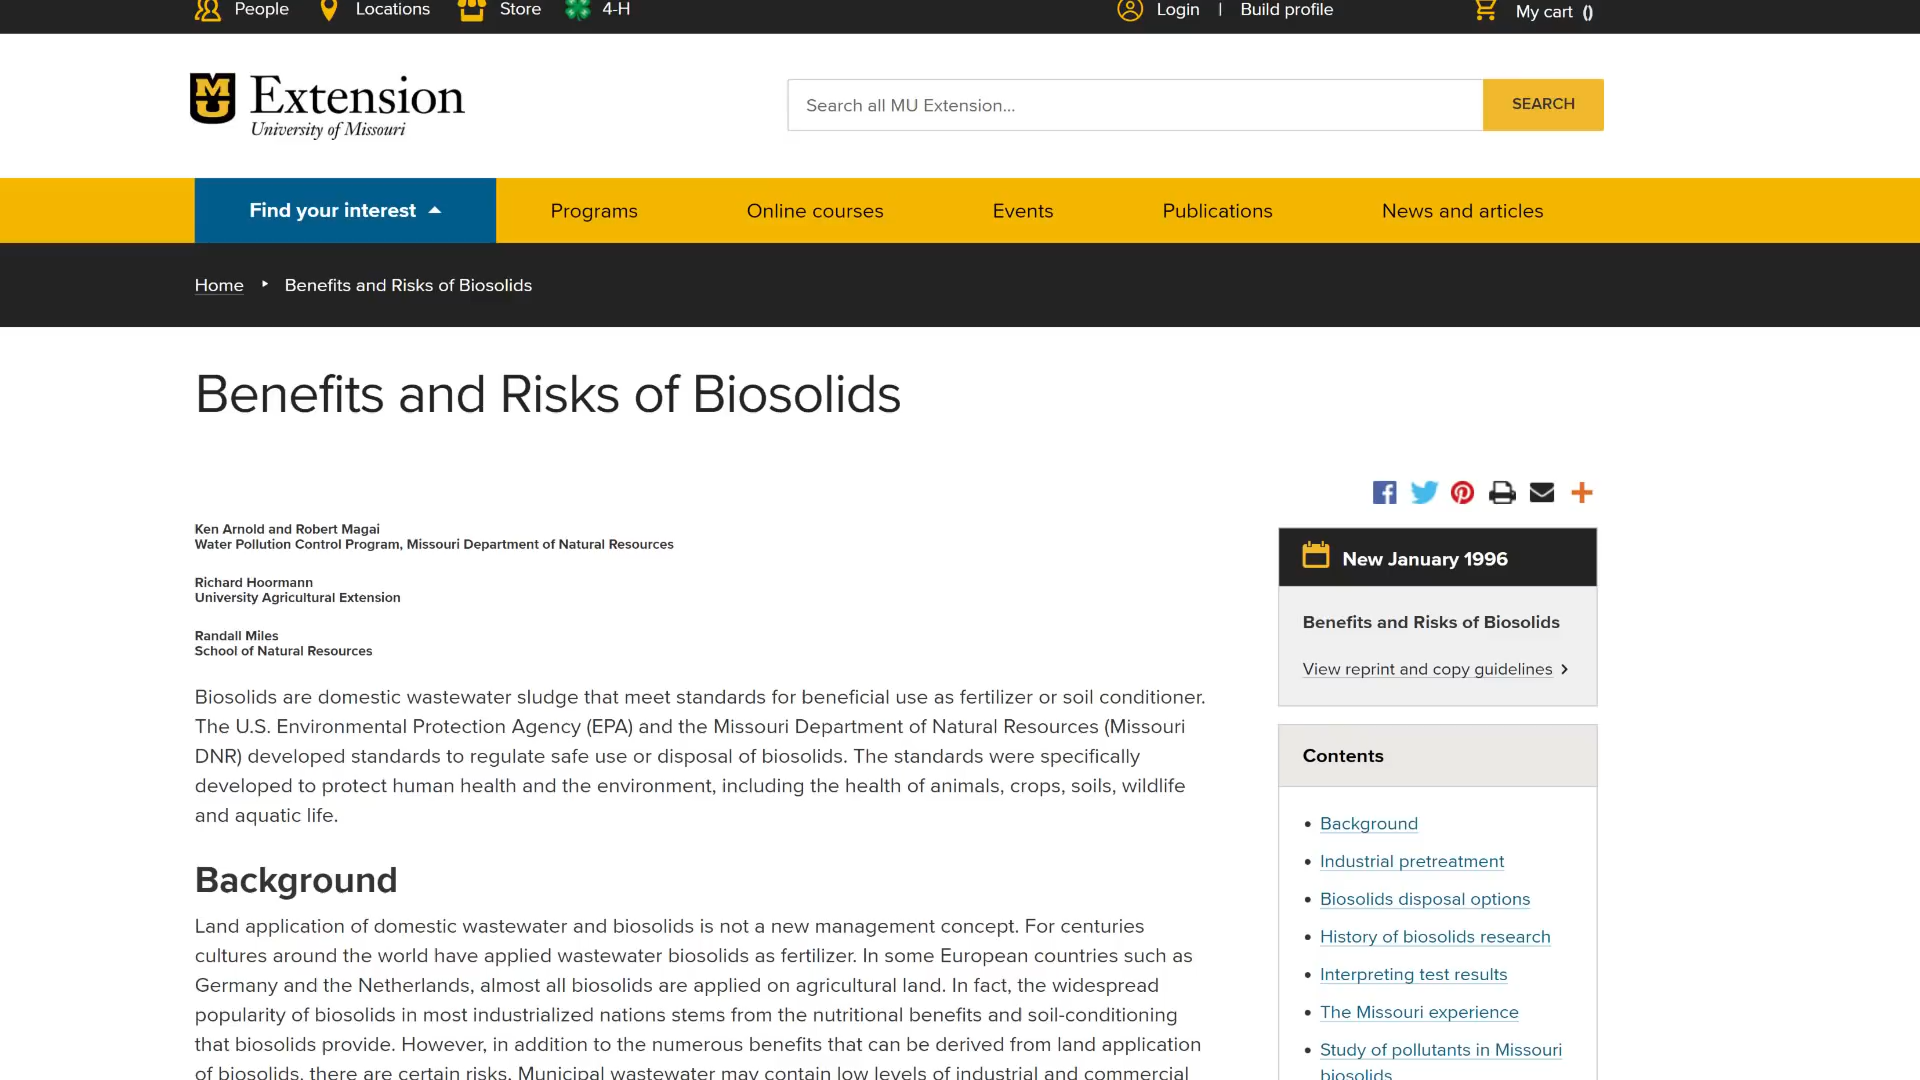 People Locations Store 4-H Login | Build profile My cart ()
MU Extension
University of Missouri
Search all MU Extension... SEARCH
Find your interest Programs Online courses Events Publications News and articles
Home Benefits and Risks of Biosolids
Benefits and Risks of Biosolids
Ken Arnold and Robert Magai
Water Pollution Control Program, Missouri Department of Natural Resources
Richard Hoormann
University Agricultural Extension
Randall Miles
School of Natural Resources
Biosolids are domestic wastewater sludge that meet standards for beneficial use as fertilizer or soil conditioner.
The U.S. Environmental Protection Agency (EPA) and the Missouri Department of Natural Resources (Missouri
DNR) developed standards to regulate safe use or disposal of biosolids. The standards were specifically
developed to protect human health and the environment, including the health of animals, crops, soils, wildlife
and aquatic life.
Background
Land application of domestic wastewater and biosolids is not a new management concept. For centuries
cultures around the world have applied wastewater biosolids as fertilizer. In some European countries such as
Germany and the Netherlands, almost all biosolids are applied on agricultural land. In fact, the widespread
popularity of biosolids in most industrialized nations stems from the nutritional benefits and soil-conditioning
that biosolids provide. However, in addition to the numerous benefits that can be derived from land application
of biosolids, there are certain risks. Municipal wastewater may contain low levels of industrial and commercial
New January 1996
Benefits and Risks of Biosolids
View reprint and copy guidelines
Contents
Background
Industrial pretreatment
Biosolids disposal options
History of biosolids research
Interpreting test results
The Missouri experience
Study of pollutants in Missouri
biosolids